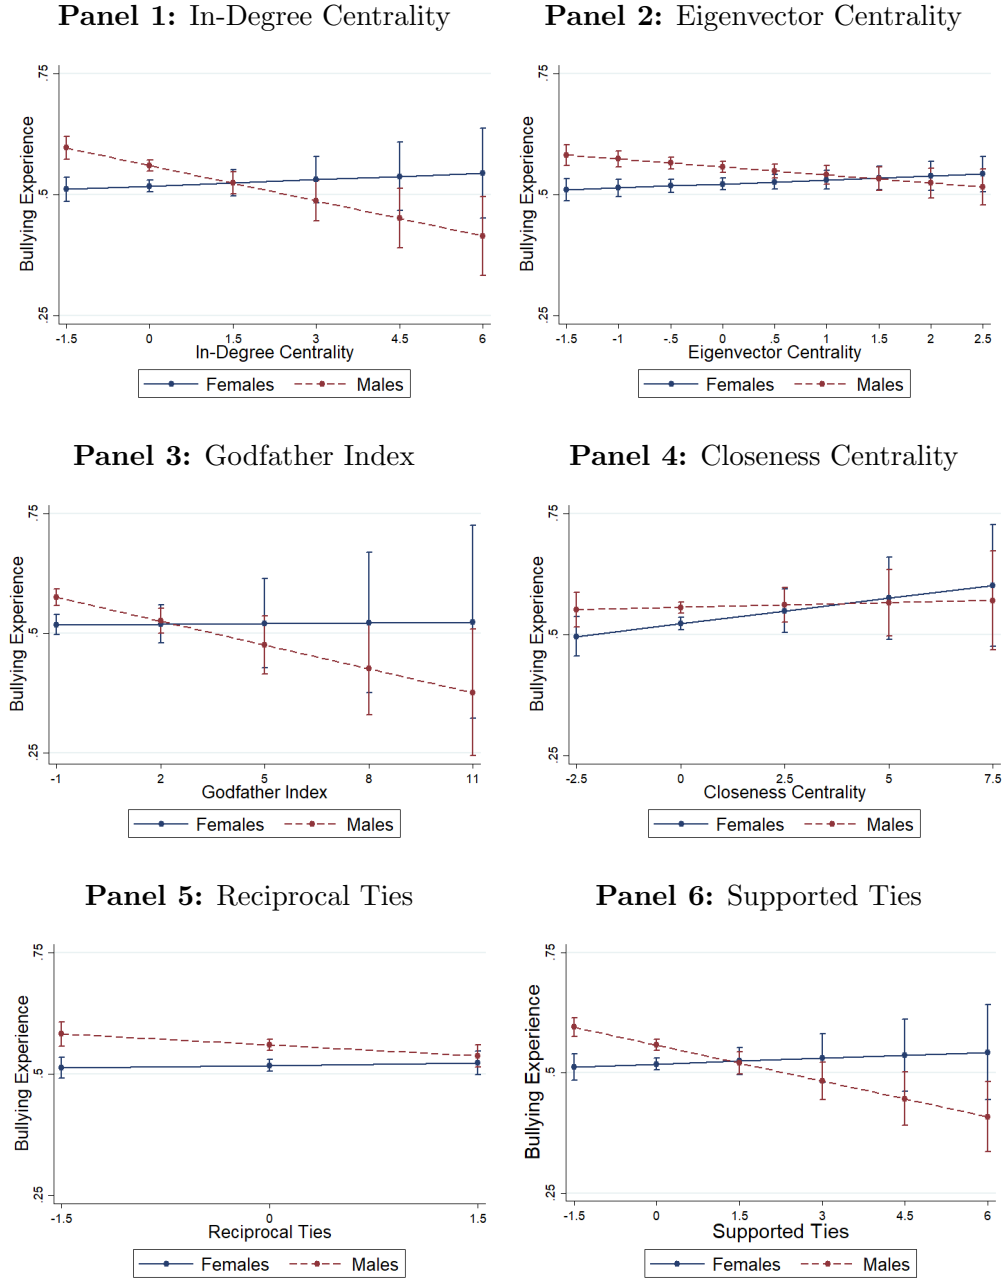 Panel 1: In-Degree Centrality
Bullying Experience
.75
.5
.25
-1.5 0 1.5 3 4.5 6
In-Degree Centrality
Females Males
Panel 2: Eigenvector Centrality
Bullying Experience
.75
.5
.25
-1.5 -1 -.5 0 .5 1 1.5 2 2.5
Eigenvector Centrality
Females Males
Panel 3: Godfather Index
Bullying Experience
.75
.5
.25
-1 2 5 8 11
Godfather Index
Females Males
Panel 4: Closeness Centrality
Bullying Experience
.75
.5
.25
-2.5 0 2.5 5 7.5
Closeness Centrality
Females Males
Panel 5: Reciprocal Ties
Bullying Experience
.75
.5
.25
-1.5 0 1.5
Reciprocal Ties
Females Males
Panel 6: Supported Ties
Bullying Experience
.75
.5
.25
-1.5 0 1.5 3 4.5 6
Supported Ties
Females Males